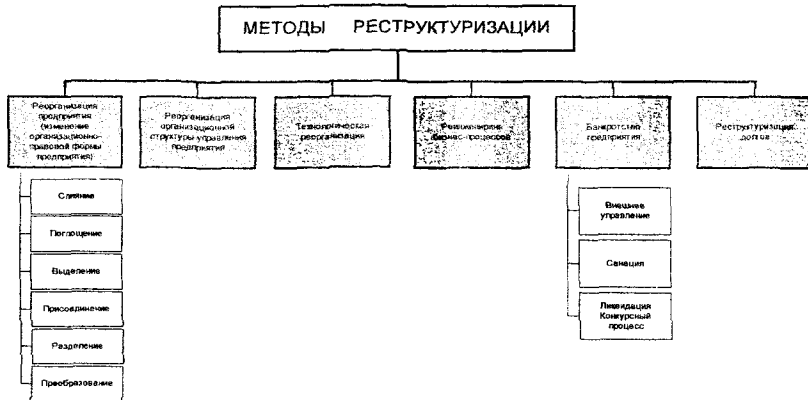 МЕТОДЫ РЕСТРУКТУРИЗАЦИИ
Реорганизация
предприятия
(изменение
организационно-
правовой формы
предприятия)
Реорганизация
организационной
структуры управления
предприятия
Технологическая
реорганизация
Реинжиниринг
бизнес-процессов
Банкротство
предприятия
Реструктуризация
долгов
Слияние
Поглощение
Выделение
Присоединение
Разделение
Преобразование
Внешнее
управление
Санация
Ликвидация
Конкурсный
процесс